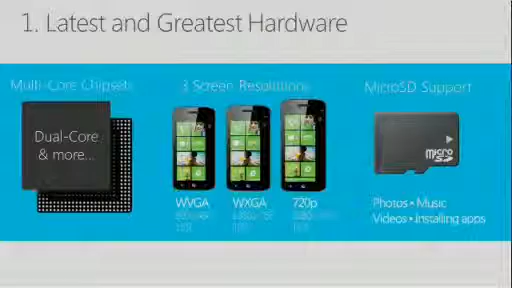 1. Latest and Greatest Hardware
Multi-Core Chipsets
3 Screen Resolutions
MicroSD Support
Dual-Core
& more...
micro
SD
WVGA
WXGA
720p
Photos • Music
Videos • Installing apps